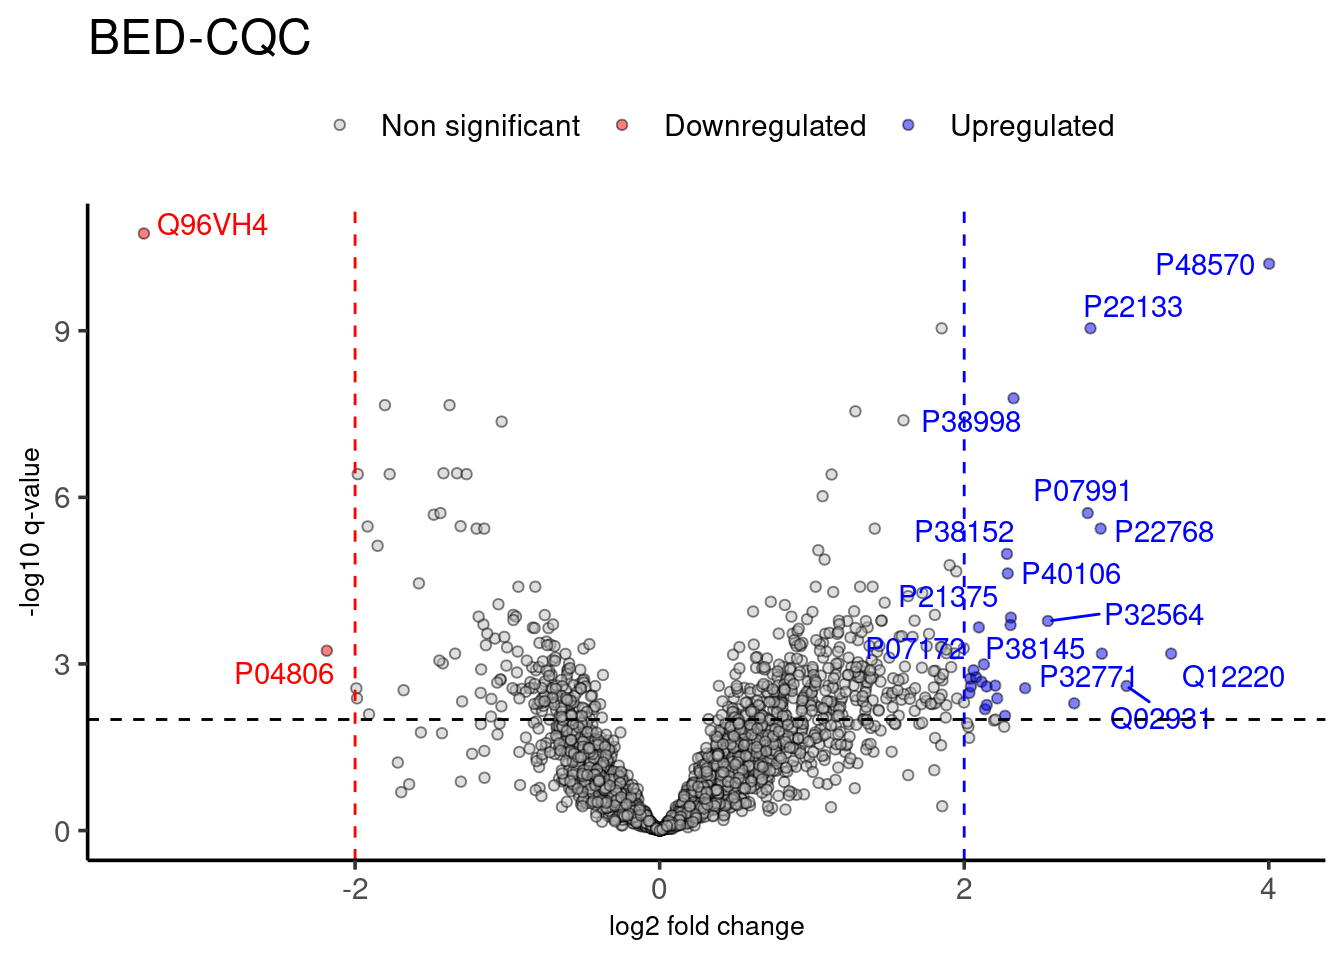 BED-CQC
Non significant Downregulated Upregulated
Q96VH4
P48570
P22133
P38998
P07991
P38152
P22768
P40106
P21375
P32564
P07172
P38145
P04806
P32771
Q12220
Q02931
9
6
3
0
-log10 q-value
-2 0 2 4
log2 fold change